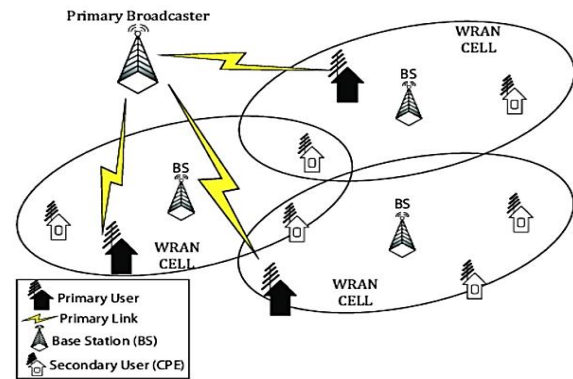 Primary Broadcaster
WRAN
CELL
BS
BS
BS
WRAN
CELL
WRAN
CELL
Primary User
Primary Link
Base Station (BS)
Secondary User (CPE)